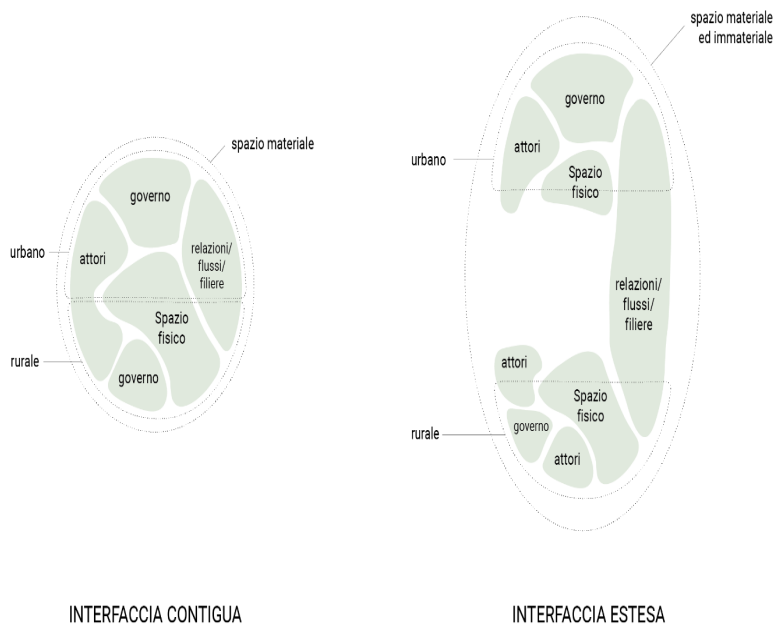 spazio materiale
governo
urbano
attori
relazioni/
flussi/
filiere
Spazio
fisico
rurale
governo
INTERFACCIA CONTIGUA
spazio materiale
ed immateriale
governo
urbano
attori
Spazio
fisico
relazioni/
flussi/
filiere
attori
Spazio
fisico
rurale
governo
attori
INTERFACCIA ESTESA